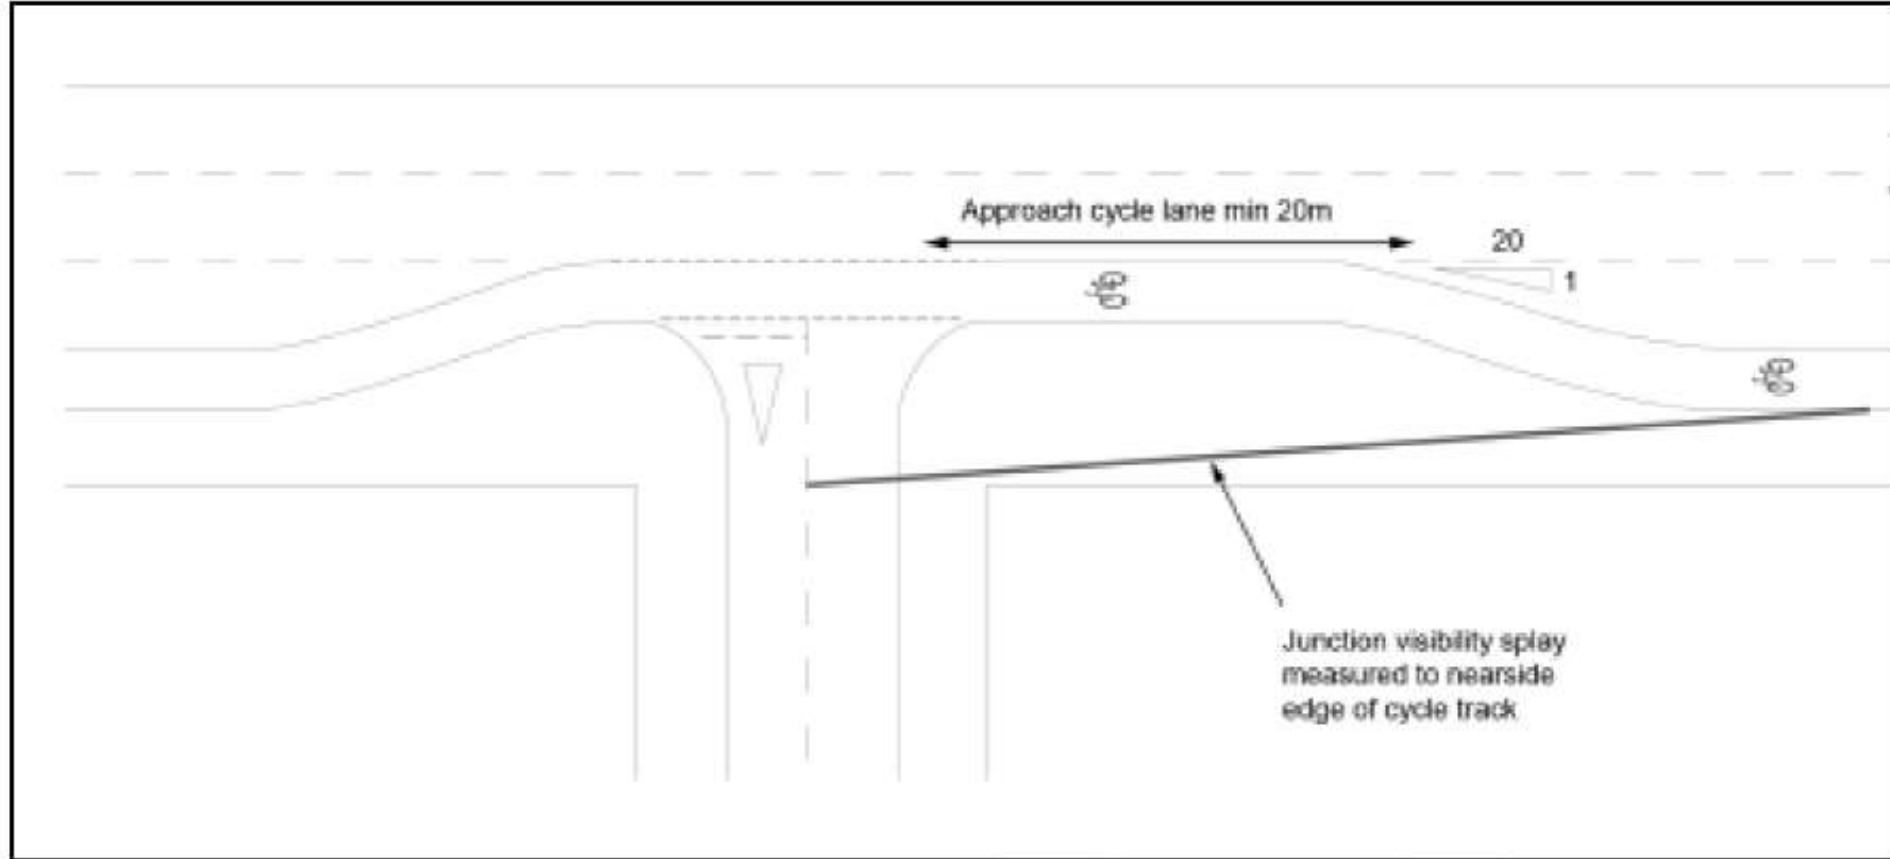 Approach cycle lane min 20m
20
1
Junction visibility splay
measured to nearside
edge of cycle track